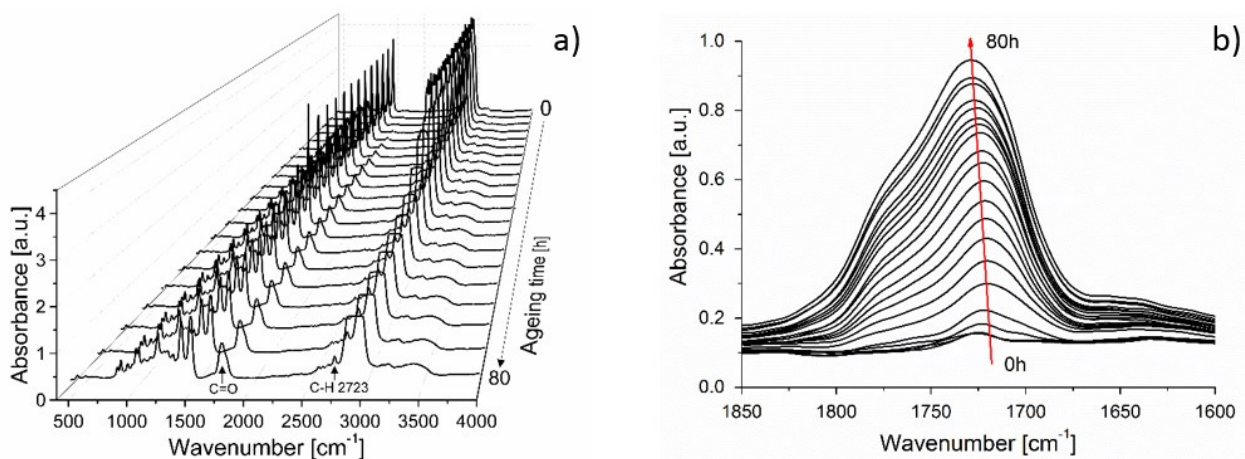 a)
Absorbance [a.u.]
4
3
2
1
0
500 1000 1500 2000 2500 3000 3500 4000
Wavenumber [cm-1]
C=O
C-H 2723
0
Ageing time [h]
80
b)
Absorbance [a.u.]
1.0
0.8
0.6
0.4
0.2
0.0
1850 1800 1750 1700 1650 1600
Wavenumber [cm-1]
80h
0h